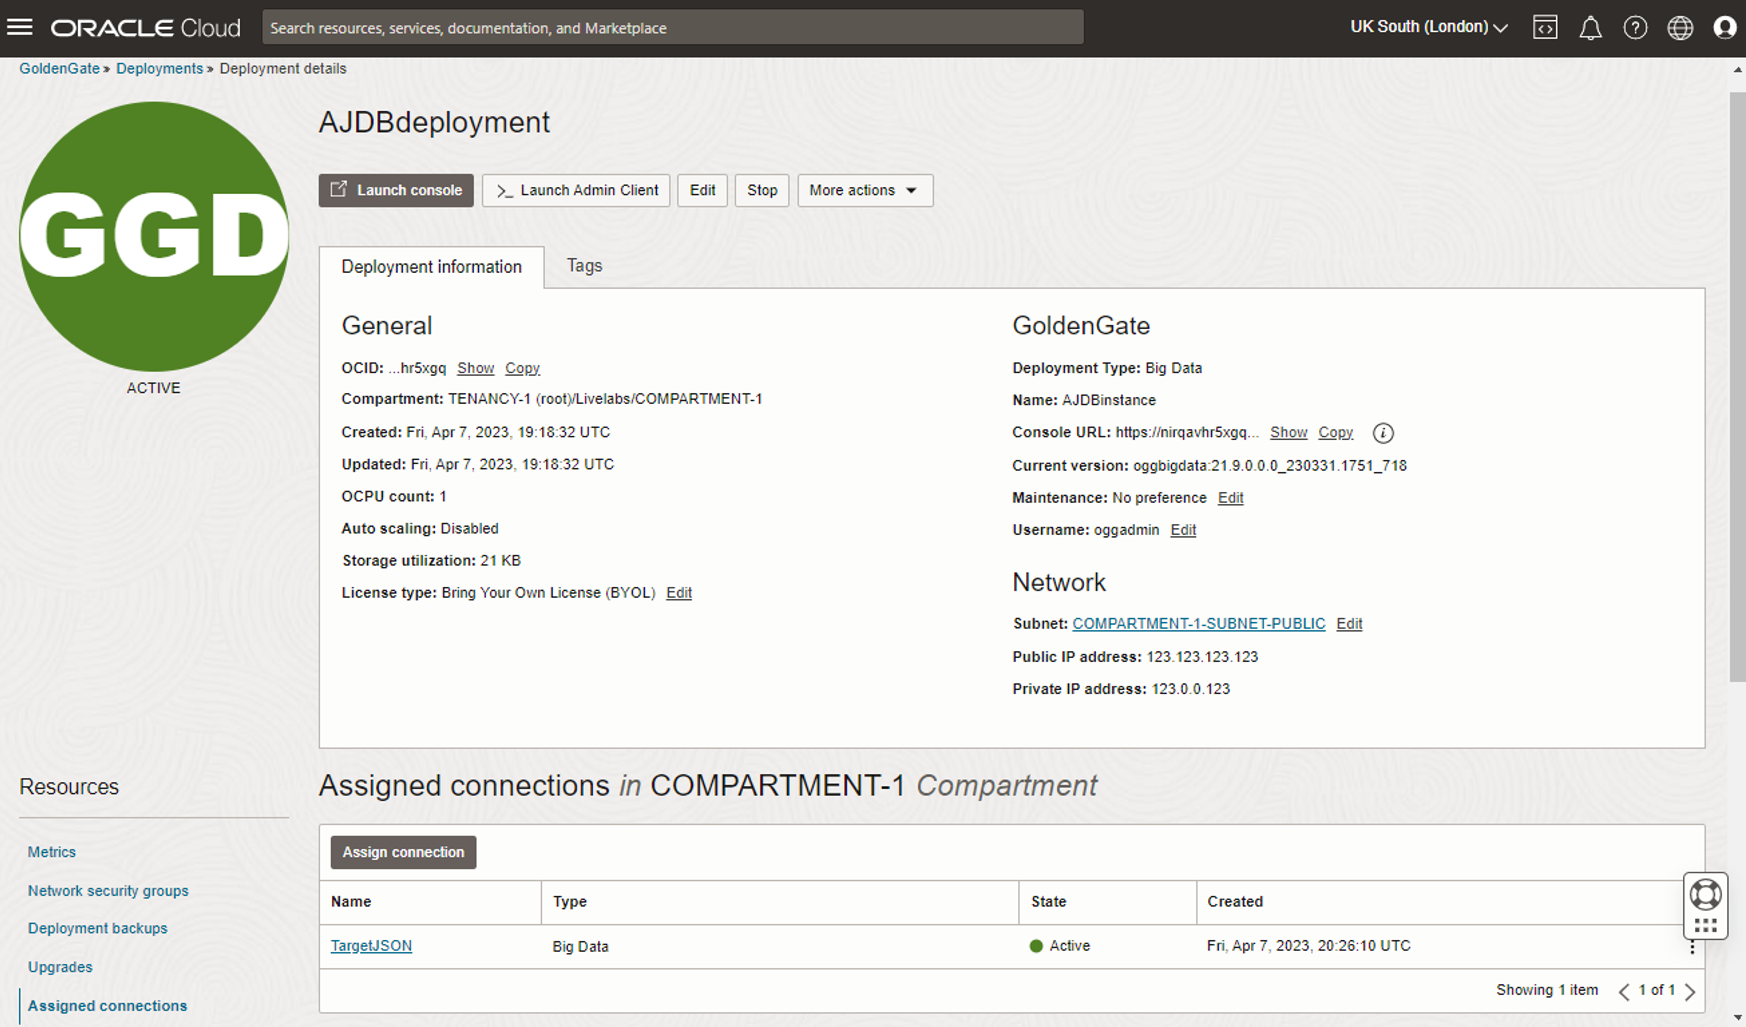 ORACLE Cloud
Search resources, services, documentation, and Marketplace
UK South (London)
GoldenGate » Deployments » Deployment details
GGD
ACTIVE
AJDBdeployment
Launch console
Launch Admin Client
Edit
Stop
More actions
Deployment information
Tags
General
OCID: ...hr5xgq Show Copy
Compartment: TENANCY-1 (root)/Livelabs/COMPARTMENT-1
Created: Fri, Apr 7, 2023, 19:18:32 UTC
Updated: Fri, Apr 7, 2023, 19:18:32 UTC
OCPU count: 1
Auto scaling: Disabled
Storage utilization: 21 KB
License type: Bring Your Own License (BYOL) Edit
GoldenGate
Deployment Type: Big Data
Name: AJDBinstance
Console URL: https://nirqavhr5xgq... Show Copy
Current version: oggbigdata:21.9.0.0.0_230331.1751_718
Maintenance: No preference Edit
Username: oggadmin Edit
Network
Subnet: COMPARTMENT-1-SUBNET-PUBLIC Edit
Public IP address: 123.123.123.123
Private IP address: 123.0.0.123
Resources
Metrics
Network security groups
Deployment backups
Upgrades
Assigned connections
Assigned connections in COMPARTMENT-1 Compartment
Assign connection
Name Type State Created
TargetJSON Big Data Active Fri, Apr 7, 2023, 20:26:10 UTC
Showing 1 item 1 of 1